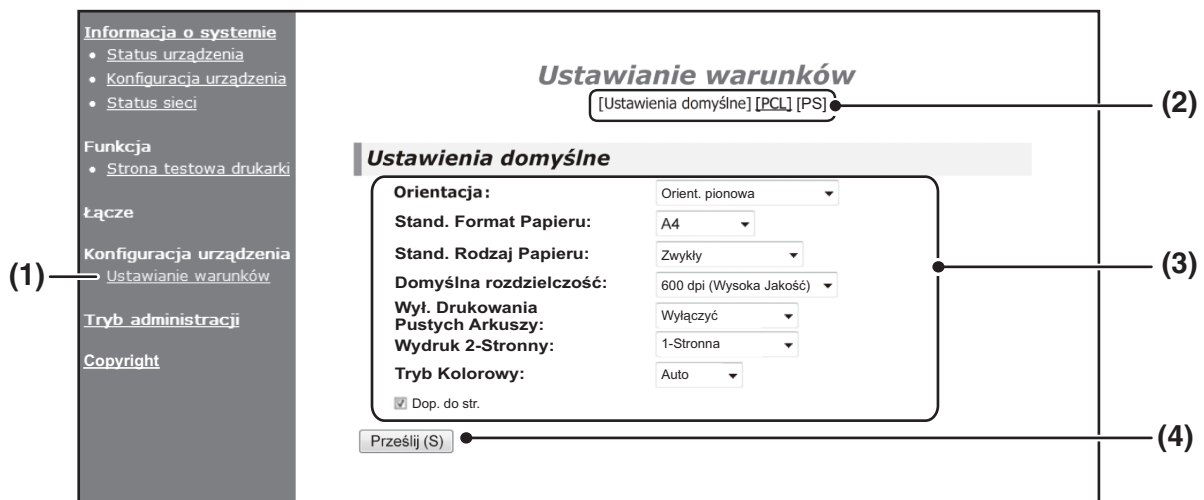 Informacja o systemie
• Status urządzenia
• Konfiguracja urządzenia
• Status sieci
Funkcja
• Strona testowa drukarki
Łącze
Konfiguracja urządzenia
(1)
Ustawianie warunków
Tryb administracji
Copyright
Ustawianie warunków
[Ustawienia domyślne] [PCL] [PS]
(2)
Ustawienia domyślne
Orientacja: Orient. pionowa
Stand. Format Papieru: A4
Stand. Rodzaj Papieru: Zwykły
(3)
Domyślna rozdzielczość: 600 dpi (Wysoka Jakość)
Wył. Drukowania
Pustych Arkuszy: Wyłączyć
Wydruk 2-Stronny: 1-Stronna
Tryb Kolorowy: Auto
Dop. do str.
Prześlij (S)
(4)